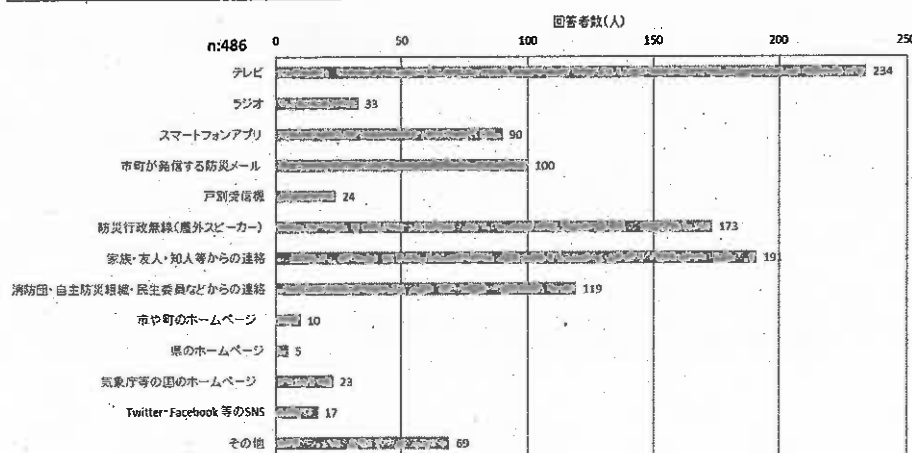 回答者数(人)
n:486
0 50 100 150 200 250
テレビ 234
ラジオ 33
スマートフォンアプリ 90
市町が発信する防災メール 100
戸別受信機 24
防災行政無線(屋外スピーカー) 173
家族・友人・知人等からの連絡 191
消防団・自主防災組織・民生委員などからの連絡 119
市や町のホームページ 10
県のホームページ 5
気象庁等の国のホームページ 23
Twitter・Facebook 等のSNS 17
その他 69